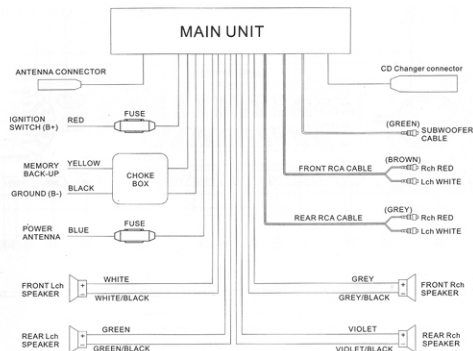 MAIN UNIT
ANTENNA CONNECTOR
CD Changer connector
IGNITION
SWITCH (B+)
RED
FUSE
(GREEN)
SUBWOOFER
CABLE
MEMORY
BACK-UP
YELLOW
GROUND (B-)
BLACK
CHOKE
BOX
FRONT RCA CABLE
(BROWN)
Rch RED
Lch WHITE
POWER
ANTENNA
BLUE
FUSE
REAR RCA CABLE
(GREY)
Rch RED
Lch WHITE
FRONT Lch
SPEAKER
+
-
WHITE
WHITE/BLACK
GREY
GREY/BLACK
+
-
FRONT Rch
SPEAKER
REAR Lch
SPEAKER
+
-
GREEN
GREEN/BLACK
VIOLET
VIOLET/BLACK
+
-
REAR Rch
SPEAKER